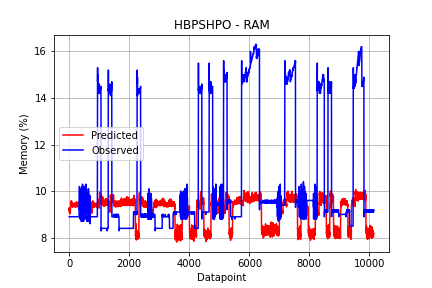 HBPSHPO - RAM
16
14
12
10
8
Memory (%)
Predicted
Observed
0
2000
4000
6000
8000
10000
Datapoint